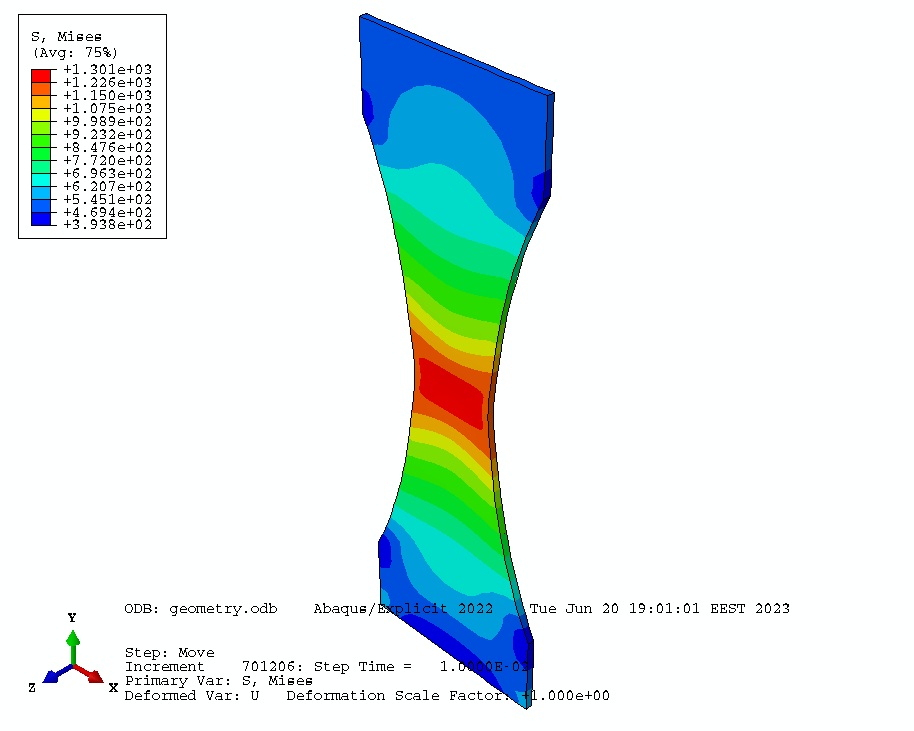 S, Mises
(Avg: 75%)
+1.301e+03
+1.226e+03
+1.150e+03
+1.075e+03
+9.989e+02
+9.232e+02
+8.476e+02
+7.720e+02
+6.963e+02
+6.207e+02
+5.451e+02
+4.694e+02
+3.938e+02
ODB: geometry.odb Abaqus/Explicit 2022 Tue Jun 20 19:01:01 EEST 2023
Y
Z
X
Step: Move
Increment 701206: Step Time = 1.0000E-02
Primary Var: S, Mises
Deformed Var: U Deformation Scale Factor: +1.000e+00